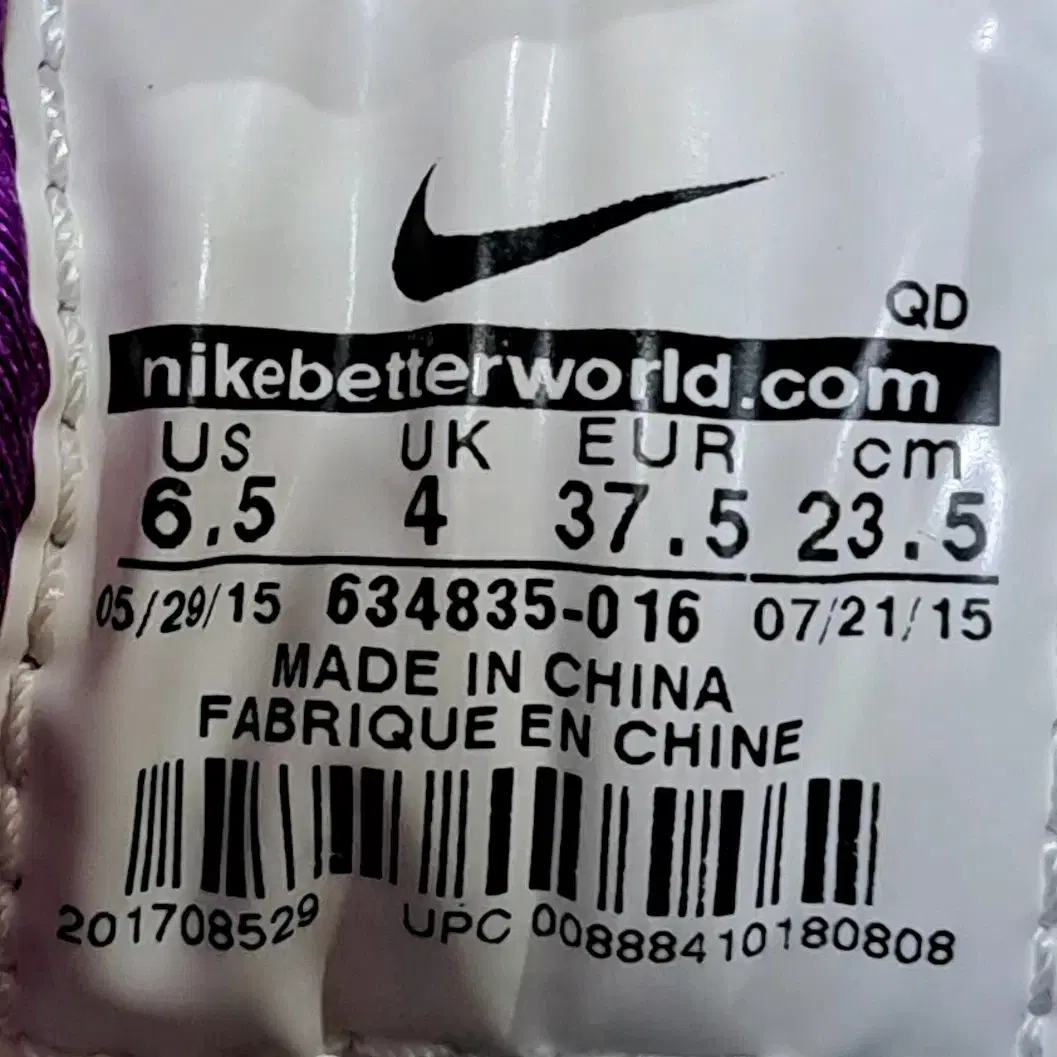 QD
nikebetterworld.com
US UK EUR cm
6.5 4 37.5 23.5
05/29/15 634835-016 07/21/15
MADE IN CHINA
FABRIQUE EN CHINE
201708529 UPC 00888410180808